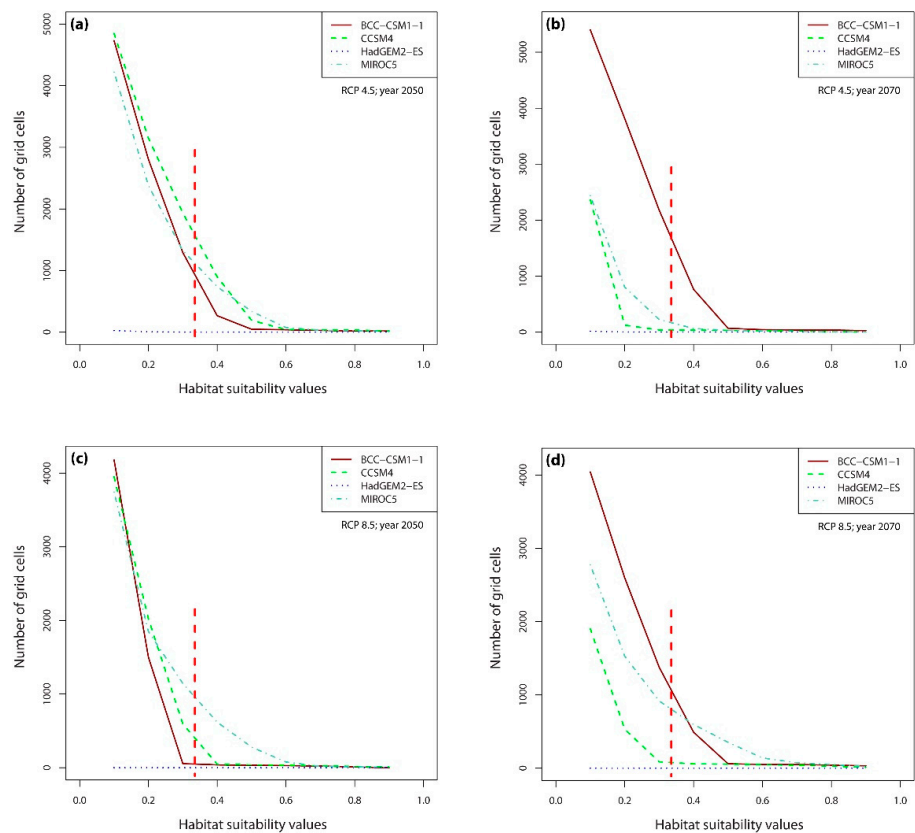 (a)
BCC−CSM1−1
CCSM4
HadGEM2−ES
MIROC5
RCP 4.5; year 2050
Number of grid cells
5000
4000
3000
2000
1000
0
0.0 0.2 0.4 0.6 0.8 1.0
Habitat suitability values
(b)
BCC−CSM1−1
CCSM4
HadGEM2−ES
MIROC5
RCP 4.5; year 2070
Number of grid cells
5000
4000
3000
2000
1000
0
0.0 0.2 0.4 0.6 0.8 1.0
Habitat suitability values
(c)
BCC−CSM1−1
CCSM4
HadGEM2−ES
MIROC5
RCP 8.5; year 2050
Number of grid cells
4000
3000
2000
1000
0
0.0 0.2 0.4 0.6 0.8 1.0
Habitat suitability values
(d)
BCC−CSM1−1
CCSM4
HadGEM2−ES
MIROC5
RCP 8.5; year 2070
Number of grid cells
4000
3000
2000
1000
0
0.0 0.2 0.4 0.6 0.8 1.0
Habitat suitability values